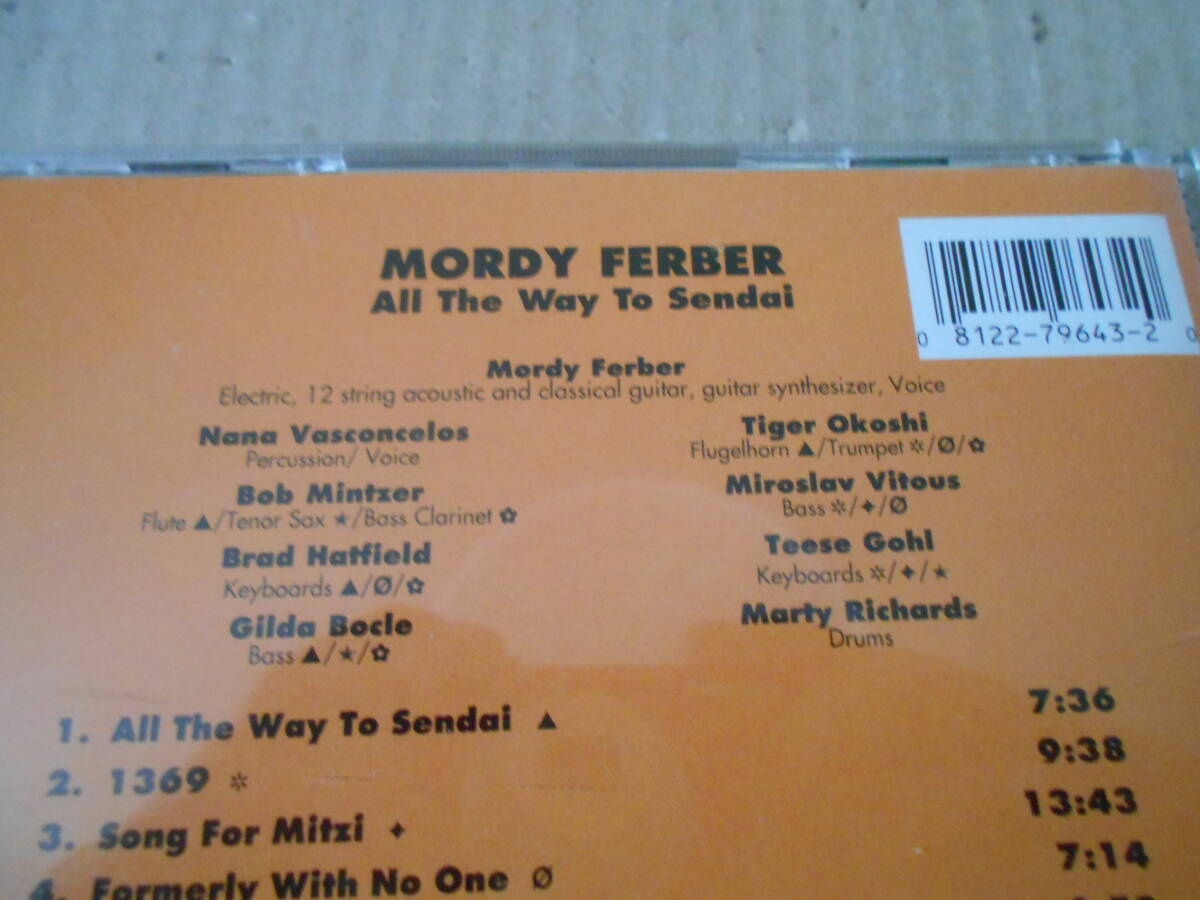 MORDY FERBER
All The Way To Sendai
0 8122-79643-2 0
Mordy Ferber
Electric, 12 string acoustic and classical guitar, guitar synthesizer, Voice
Nana Vasconcelos
Percussion/ Voice
Bob Mintzer
Flute ▲/Tenor Sax ★/Bass Clarinet ✿
Brad Hatfield
Keyboards ▲/Ø/✿
Gilda Bocle
Bass ▲/★/✿
Tiger Okoshi
Flugelhorn ▲/Trumpet ✲/Ø/✿
Miroslav Vitous
Bass ✲/✦/Ø
Teese Gohl
Keyboards ✲/✦/★
Marty Richards
Drums
1. All The Way To Sendai ▲ 7:36
2. 1369 ✲ 9:38
3. Song For Mitzi ✦ 13:43
4. Formerly With No One Ø 7:14